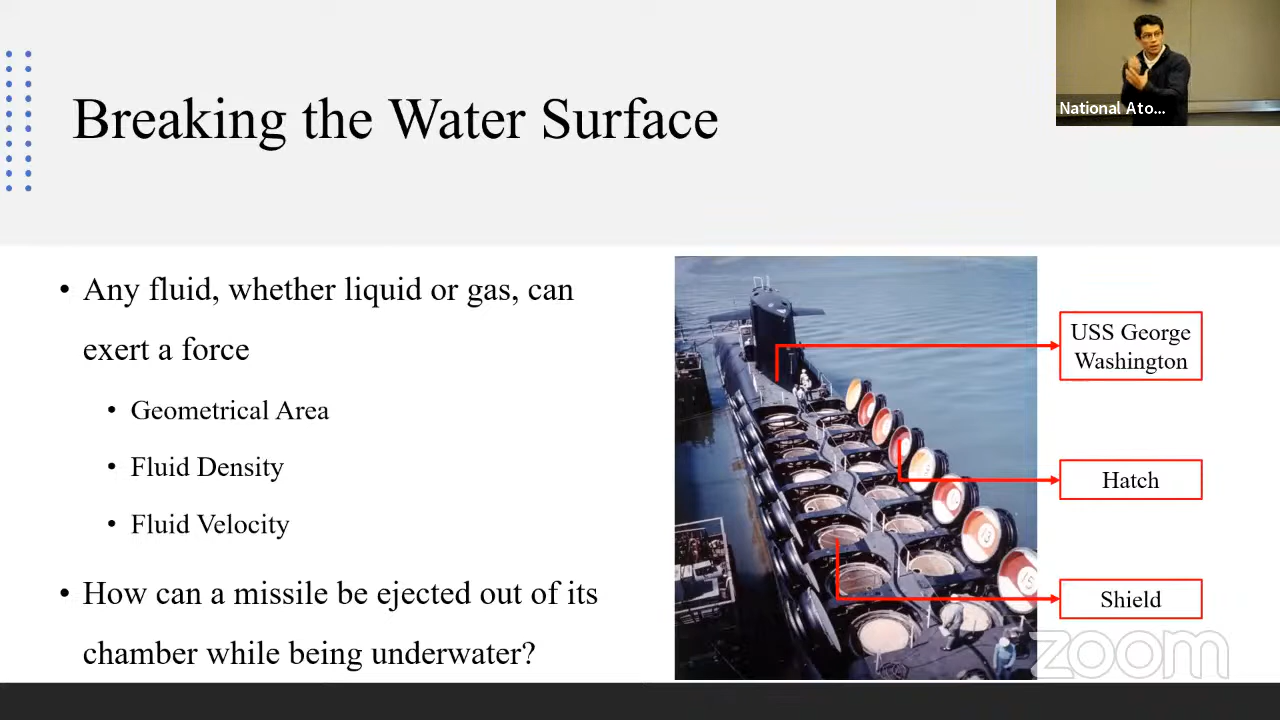 National Ato...
Breaking the Water Surface
• Any fluid, whether liquid or gas, can
exert a force
• Geometrical Area
• Fluid Density
• Fluid Velocity
• How can a missile be ejected out of its
chamber while being underwater?
USS George
Washington
Hatch
Shield
13
15
zoom